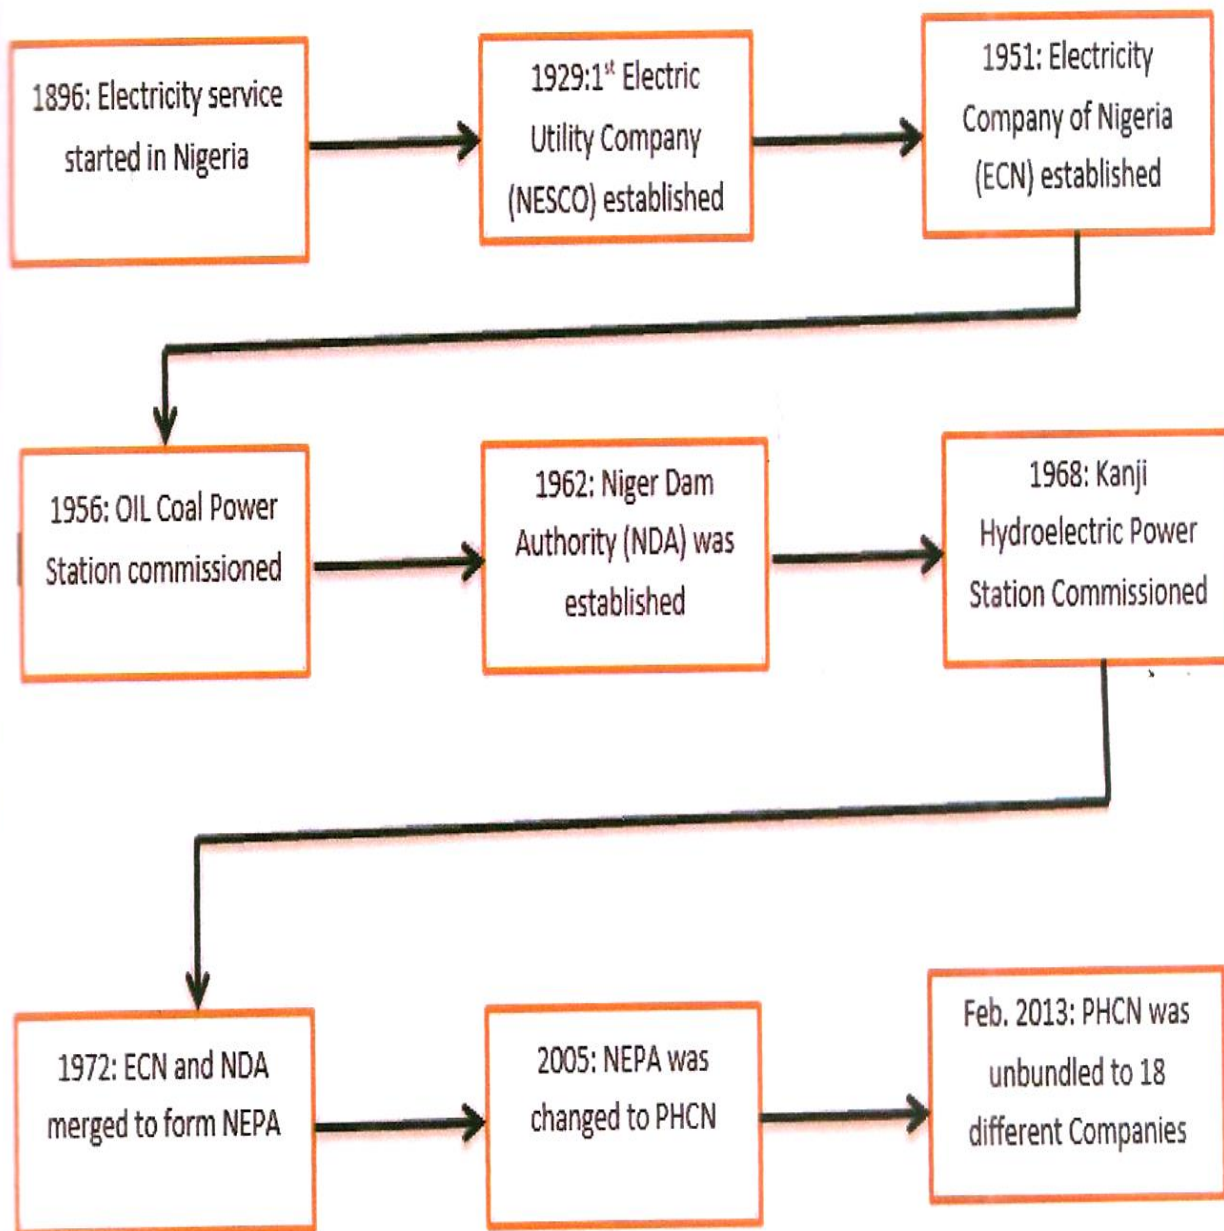 1896: Electricity service
started in Nigeria
1929:1st Electric
Utility Company
(NESCO) established
1951: Electricity
Company of Nigeria
(ECN) established
1956: OIL Coal Power
Station commissioned
1962: Niger Dam
Authority (NDA) was
established
1968: Kanji
Hydroelectric Power
Station Commissioned
1972: ECN and NDA
merged to form NEPA
2005: NEPA was
changed to PHCN
Feb. 2013: PHCN was
unbundled to 18
different Companies